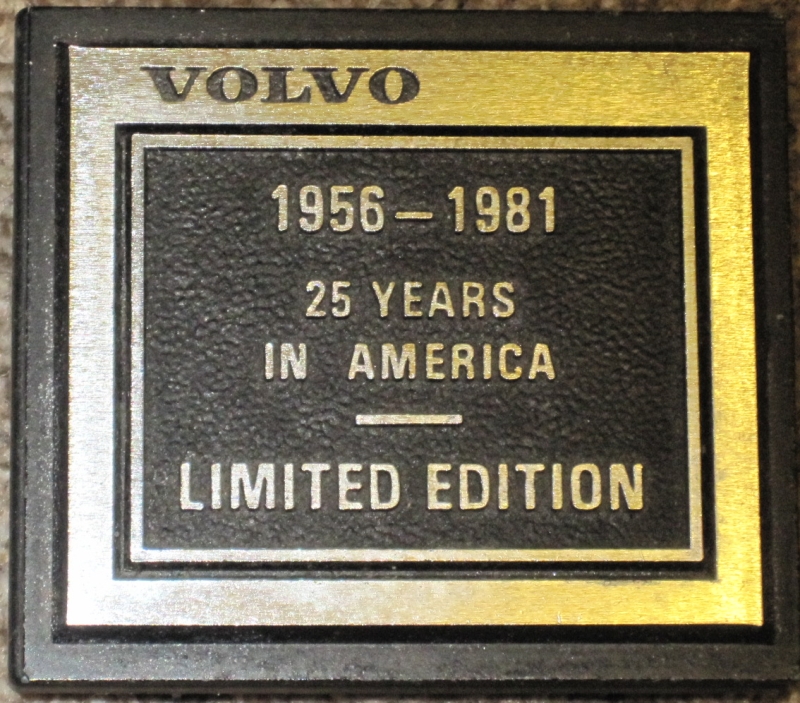 VOLVO
1956–1981
25 YEARS
IN AMERICA
LIMITED EDITION